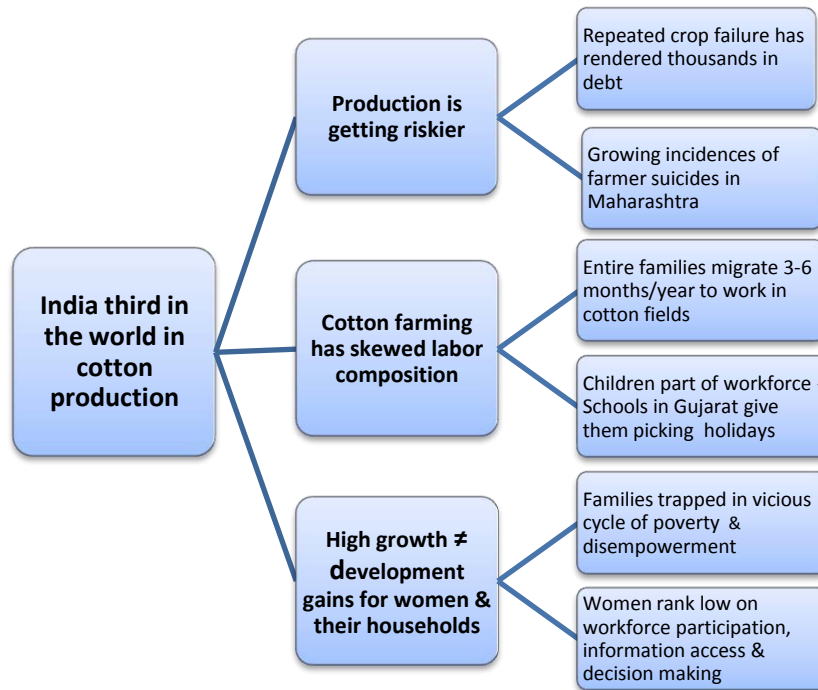 India third in
the world in
cotton
production
Production is
getting riskier
Repeated crop failure has
rendered thousands in
debt
Growing incidences of
farmer suicides in
Maharashtra
Cotton farming
has skewed labor
composition
Entire families migrate 3-6
months/year to work in
cotton fields
Children part of workforce -
Schools in Gujarat give
them picking holidays
High growth ≠
development
gains for women &
their households
Families trapped in vicious
cycle of poverty &
disempowerment
Women rank low on
workforce participation,
information access &
decision making